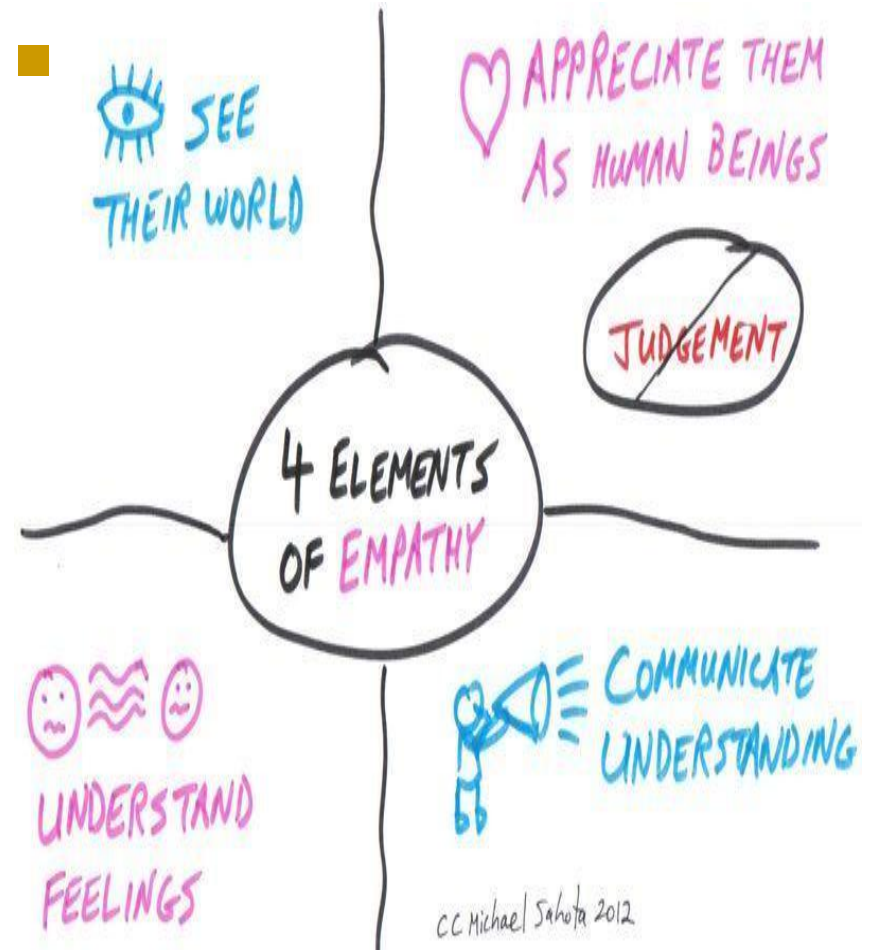 SEE
THEIR WORLD
APPRECIATE THEM
AS HUMAN BEINGS
JUDGEMENT
4 ELEMENTS
OF EMPATHY
UNDERSTAND
FEELINGS
COMMUNICATE
UNDERSTANDING
CC Michael Sahota 2012